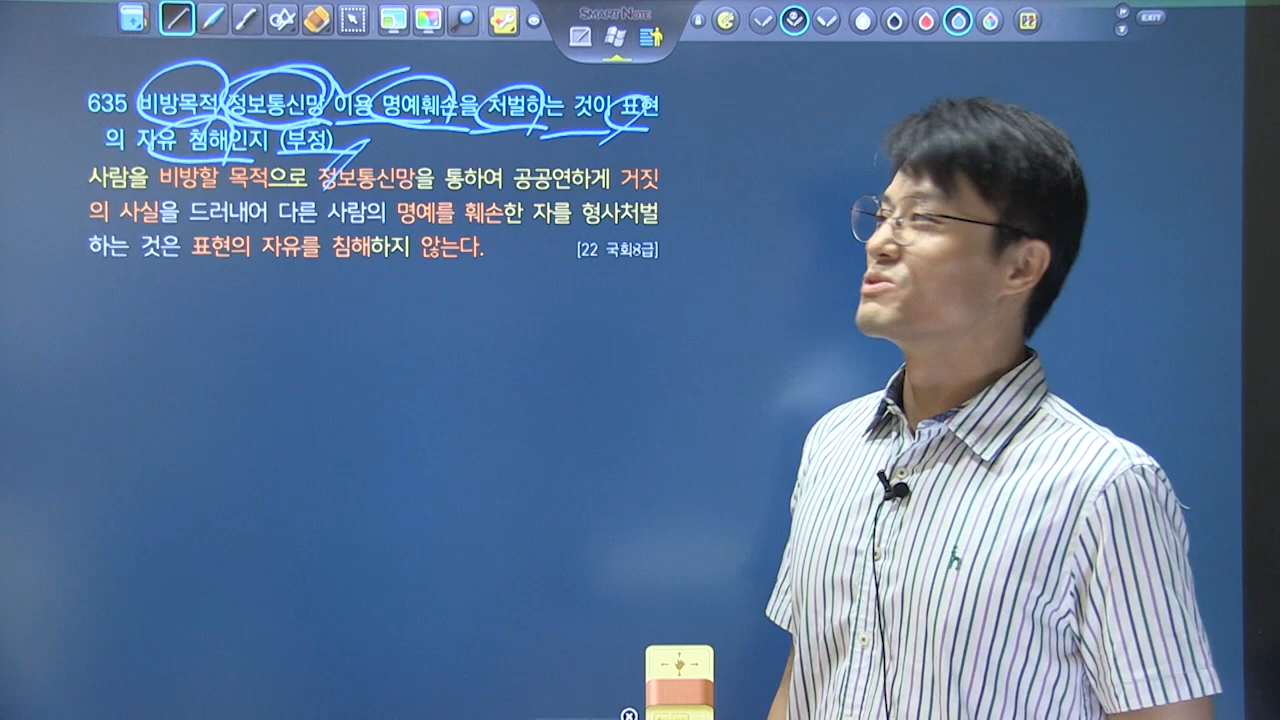 SMART NOTE
EXIT
635 비방목적 정보통신망 이용 명예훼손을 처벌하는 것이 표현
의 자유 침해인지 (부정)
사람을 비방할 목적으로 정보통신망을 통하여 공공연하게 거짓
의 사실을 드러내어 다른 사람의 명예를 훼손한 자를 형사처벌
하는 것은 표현의 자유를 침해하지 않는다. [22 국회8급]